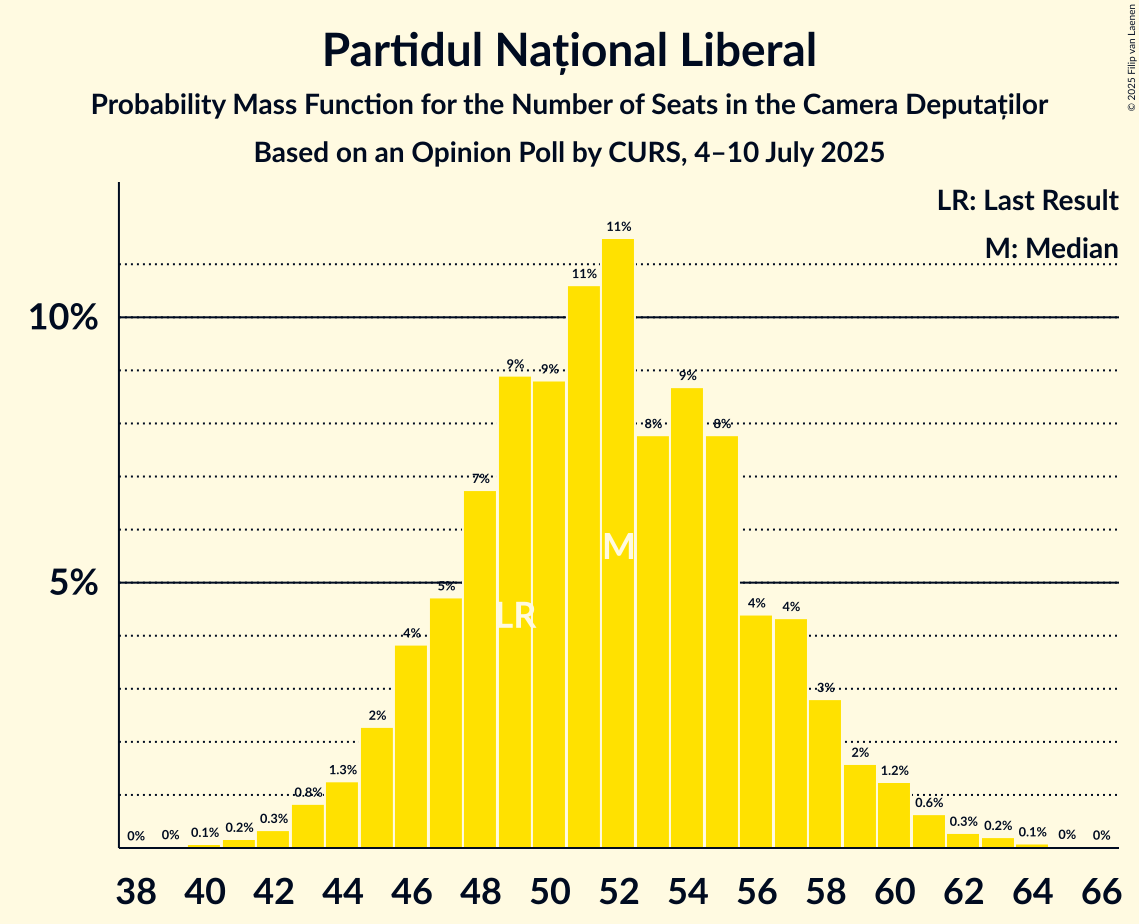 Partidul Național Liberal
Probability Mass Function for the Number of Seats in the Camera Deputaților
Based on an Opinion Poll by CURS, 4–10 July 2025
© 2025 Filip van Laenen
LR: Last Result
M: Median
10%
5%
0% 0% 0.1% 0.2% 0.3% 0.8% 1.3% 2% 4% 5% 7% 9% 9% 11% 11% 8% 9% 8% 4% 4% 3% 2% 1.2% 0.6% 0.3% 0.2% 0.1% 0% 0%
LR
M
38 40 42 44 46 48 50 52 54 56 58 60 62 64 66